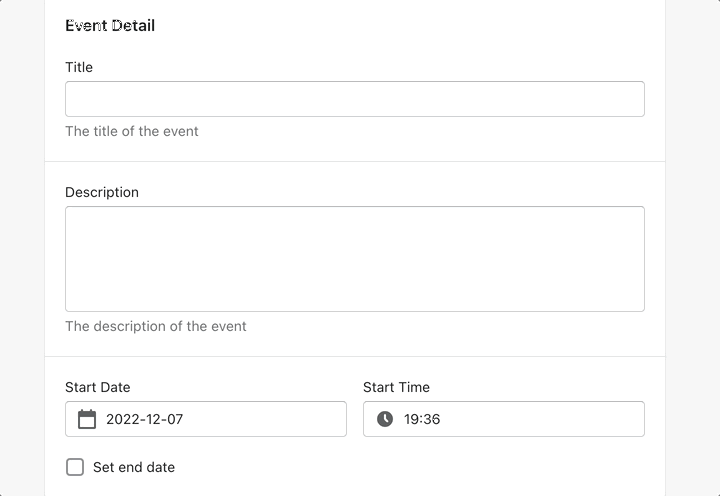 Event Detail
Title
The title of the event
Description
The description of the event
Start Date
Start Time
2022-12-07
19:36
Set end date